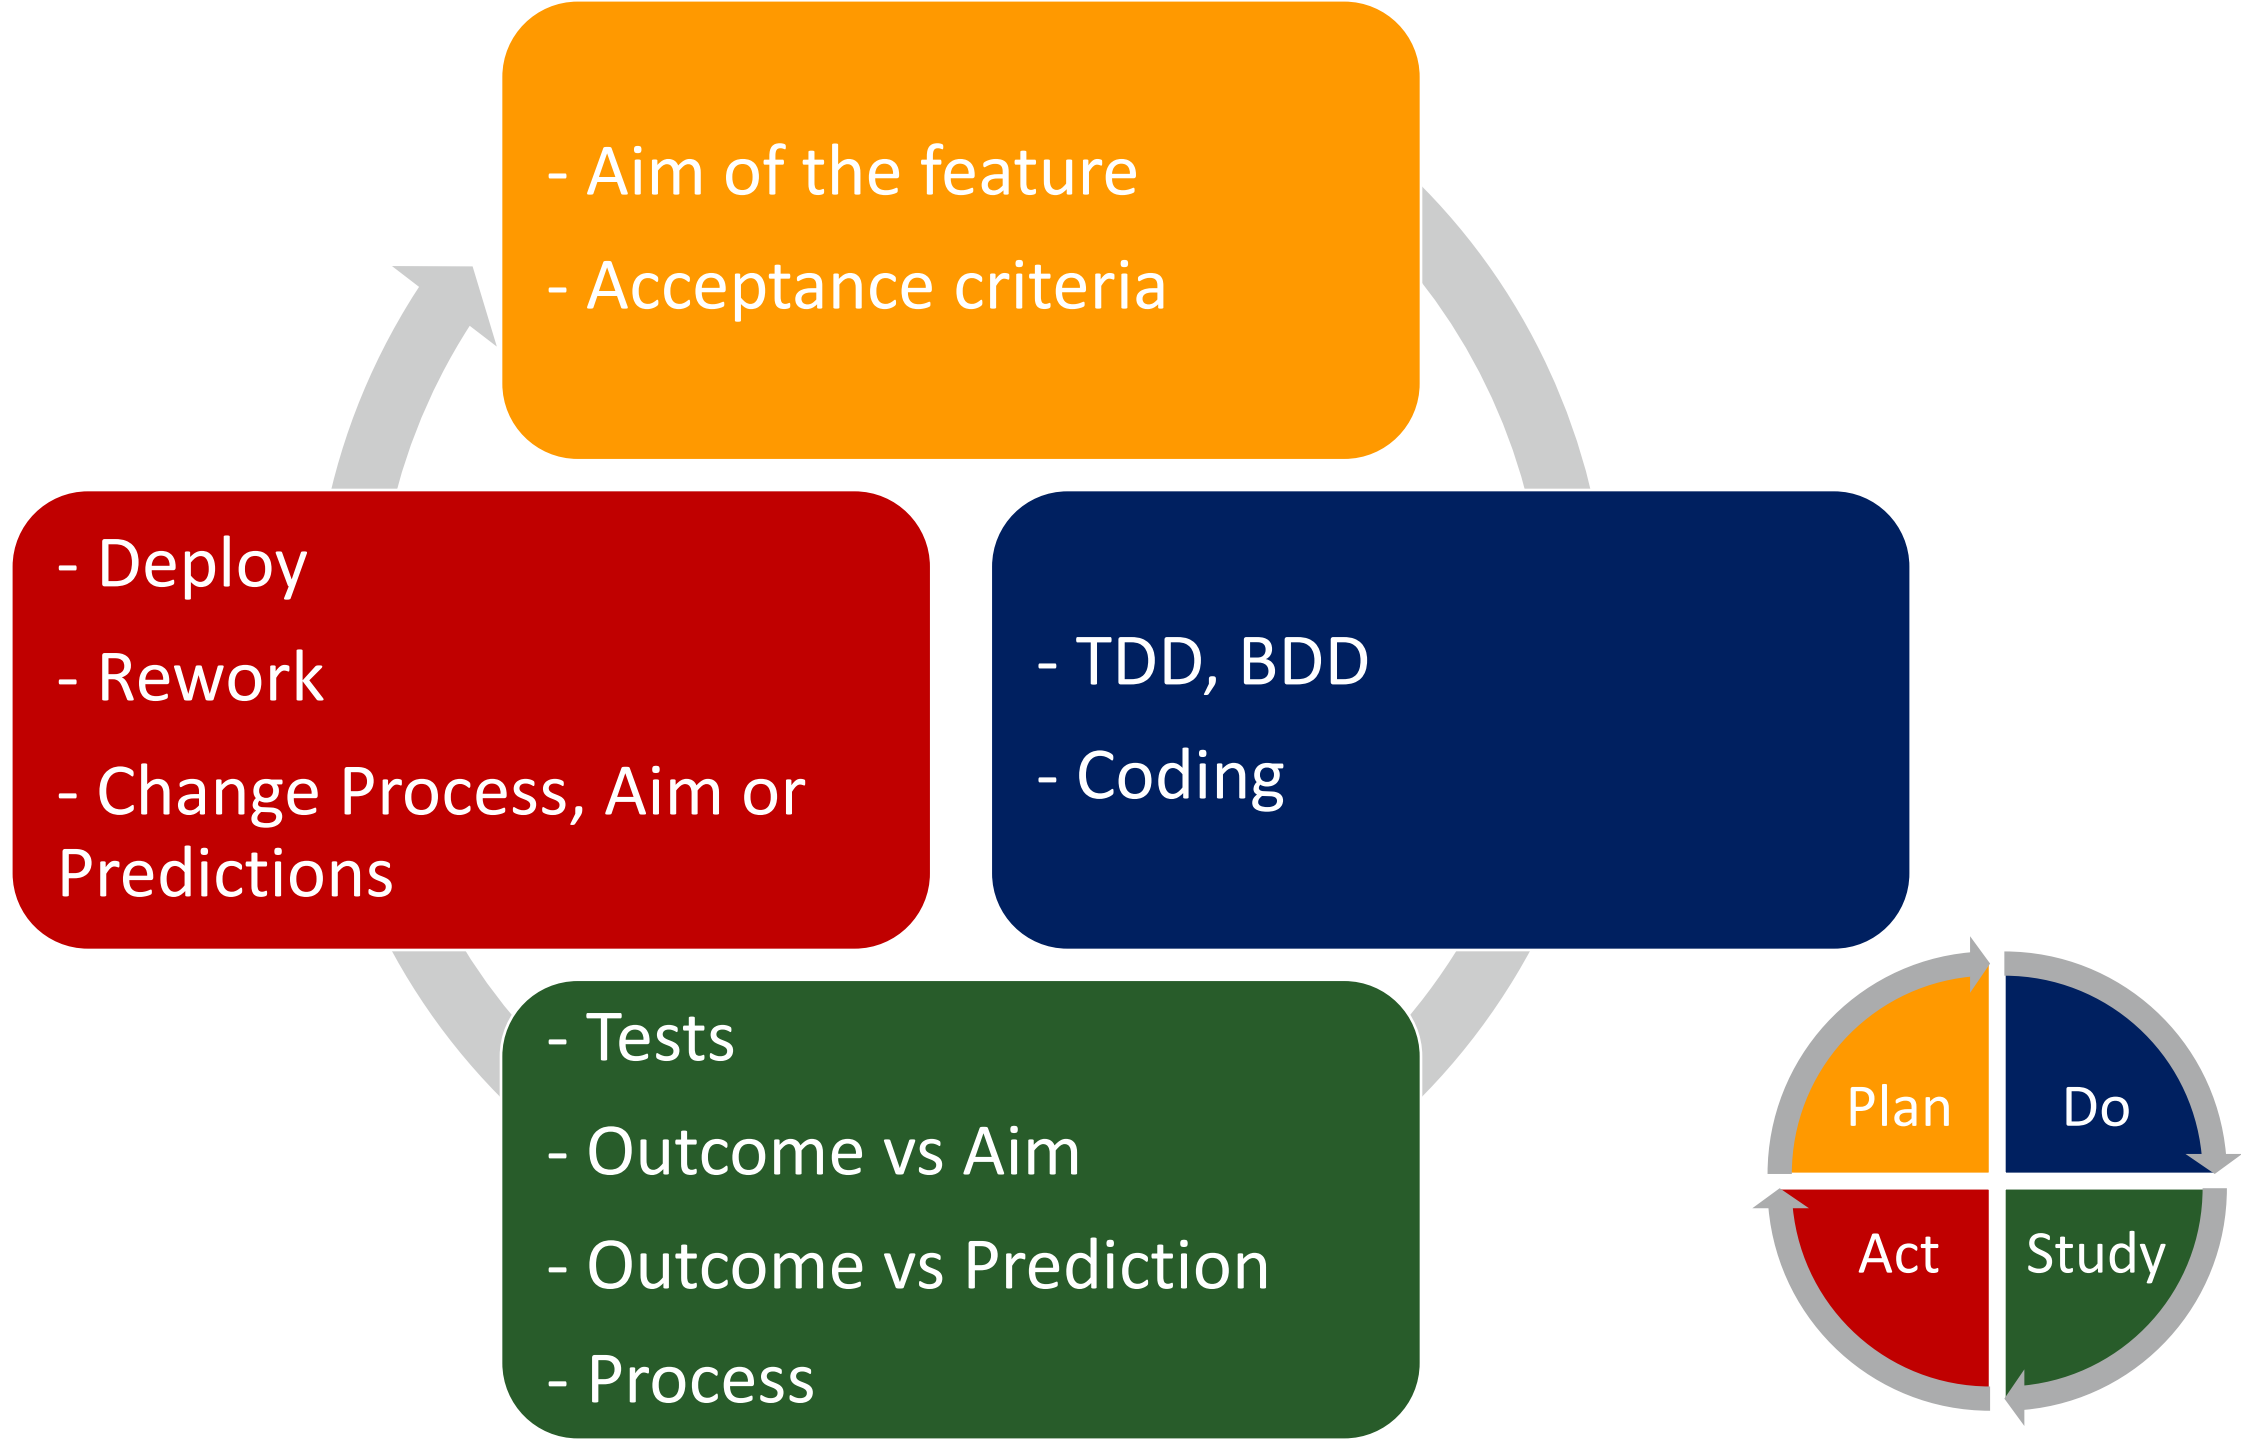 - Aim of the feature
- Acceptance criteria
- Deploy
- Rework
- Change Process, Aim or
Predictions
- TDD, BDD
- Coding
- Tests
- Outcome vs Aim
- Outcome vs Prediction
- Process
Plan
Do
Act
Study